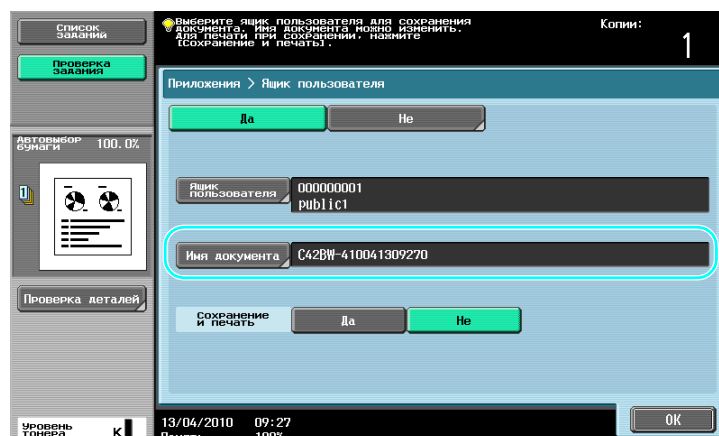 Список
заданий
Выберите ящик пользователя для сохранения
документа. Имя документа можно изменить.
Для печати при сохранении, нажмите
[Сохранение и печать].
Копии:
1
Проверка
задания
Приложения > Ящик пользователя
Да
Не
Автовыбор
бумаги
100.0%
Ящик
пользователя
000000001
public1
Имя документа
C42BW-410041309270
Проверка деталей
Сохранение
и печать
Да
Не
Уровень
тонера
K
13/04/2010 09:27
100%
OK